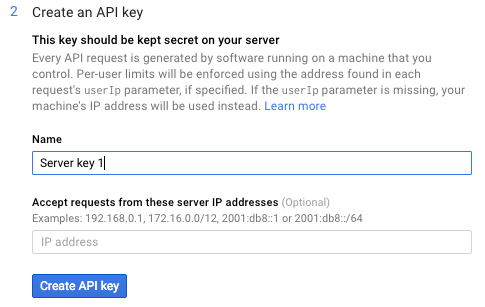 2 Create an API key
This key should be kept secret on your server
Every API request is generated by software running on a machine that you
control. Per-user limits will be enforced using the address found in each
request's userIp parameter, if specified. If the userIp parameter is missing, your
machine's IP address will be used instead. Learn more
Name
Server key 1
Accept requests from these server IP addresses (Optional)
Examples: 192.168.0.1, 172.16.0.0/12, 2001:db8::1 or 2001:db8::/64
IP address
Create API key